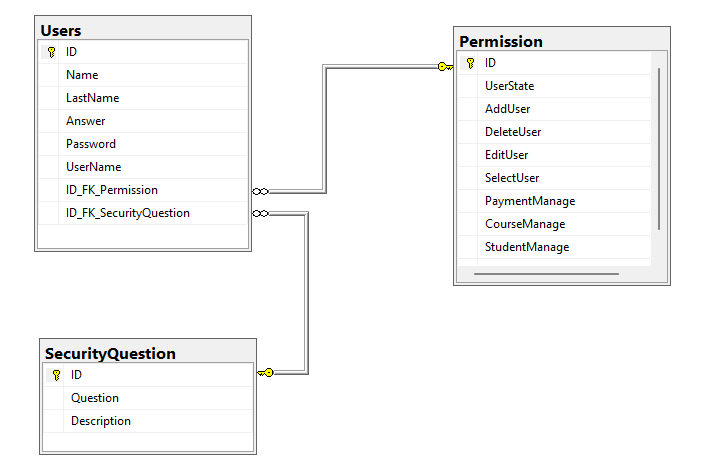 Users
ID
Name
LastName
Answer
Password
UserName
ID_FK_Permission
ID_FK_SecurityQuestion
Permission
ID
UserState
AddUser
DeleteUser
EditUser
SelectUser
PaymentManage
CourseManage
StudentManage
SecurityQuestion
ID
Question
Description